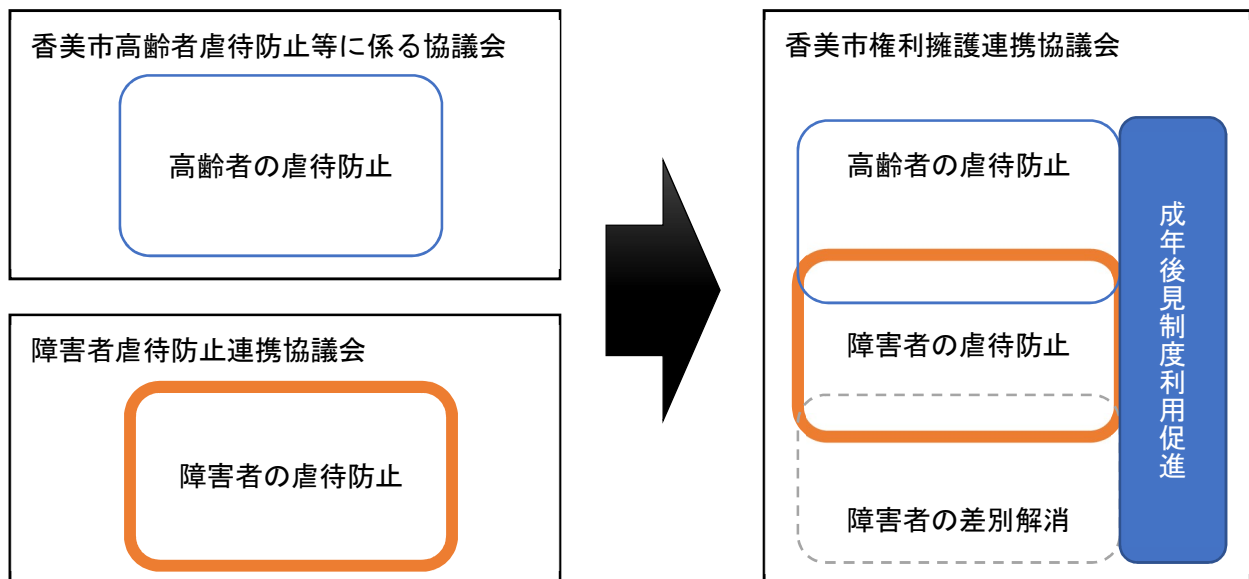 香美市高齢者虐待防止等に係る協議会
高齢者の虐待防止
障害者虐待防止連携協議会
障害者の虐待防止
香美市権利擁護連携協議会
高齢者の虐待防止
障害者の虐待防止
障害者の差別解消
成年後見制度利用促進